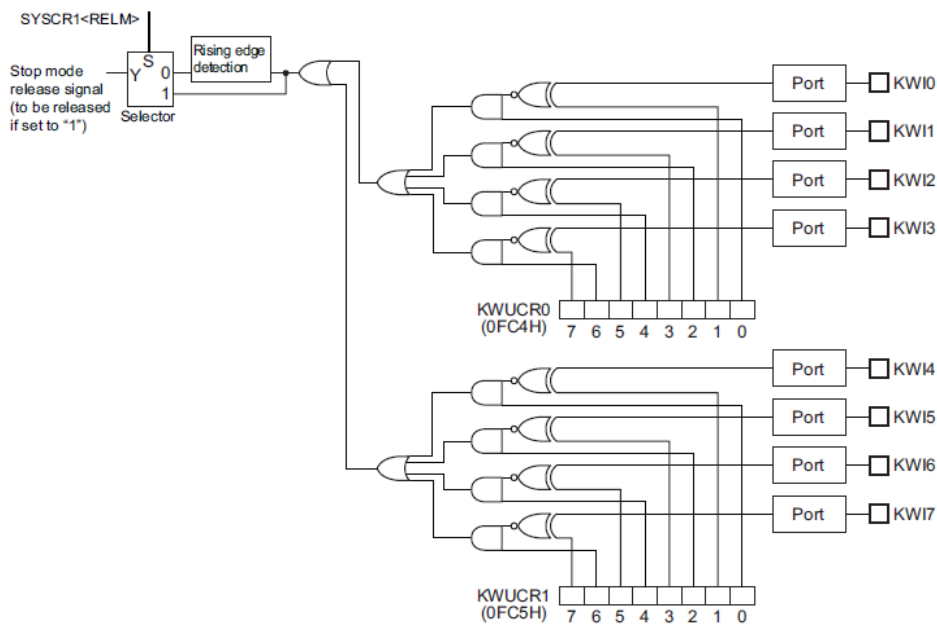 SYSCR1<RELM>
Stop mode
release signal
(to be released
if set to “1”)
Y
S
0
1
Selector
Rising edge
detection
Port
KWI0
Port
KWI1
Port
KWI2
Port
KWI3
KWUCR0
(0FC4H)
7 6 5 4 3 2 1 0
Port
KWI4
Port
KWI5
Port
KWI6
Port
KWI7
KWUCR1
(0FC5H)
7 6 5 4 3 2 1 0